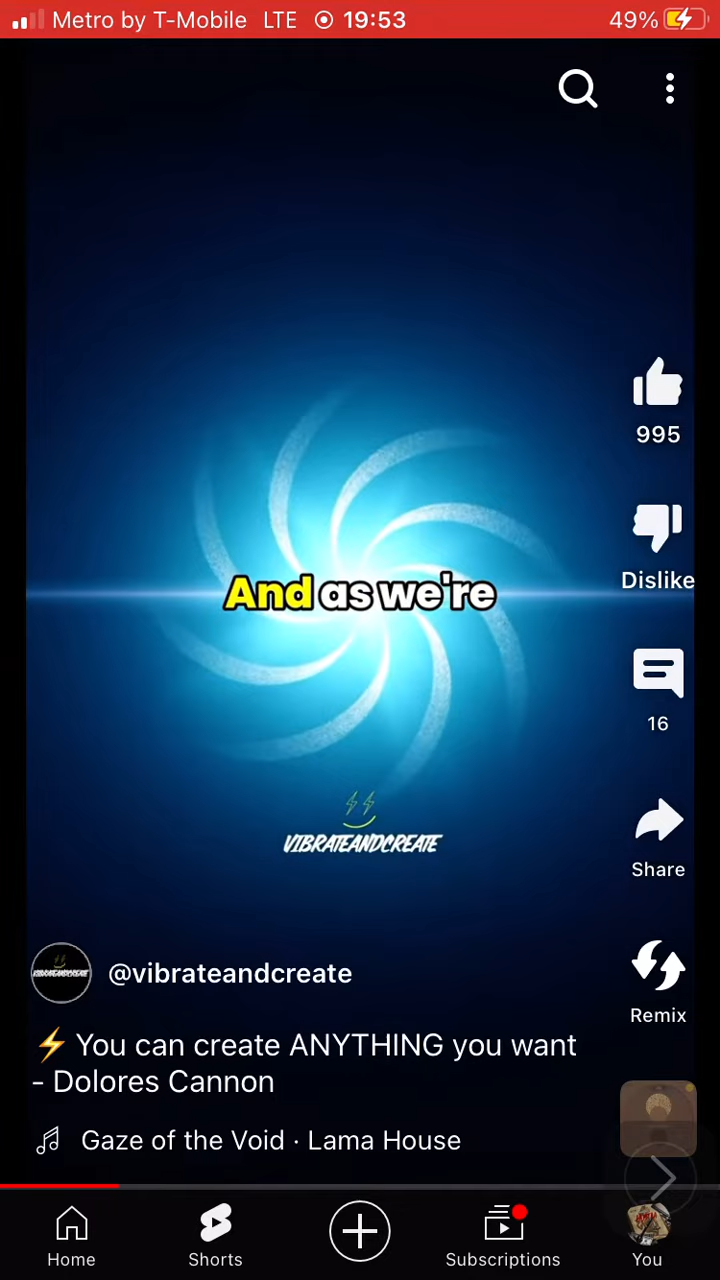 Metro by T-Mobile LTE 19:53 49%
995
And as we're
Dislike
16
VIBRATEANDCREATE
Share
@vibrateandcreate
Remix
⚡ You can create ANYTHING you want
- Dolores Cannon
Gaze of the Void · Lama House
Home Shorts Subscriptions You